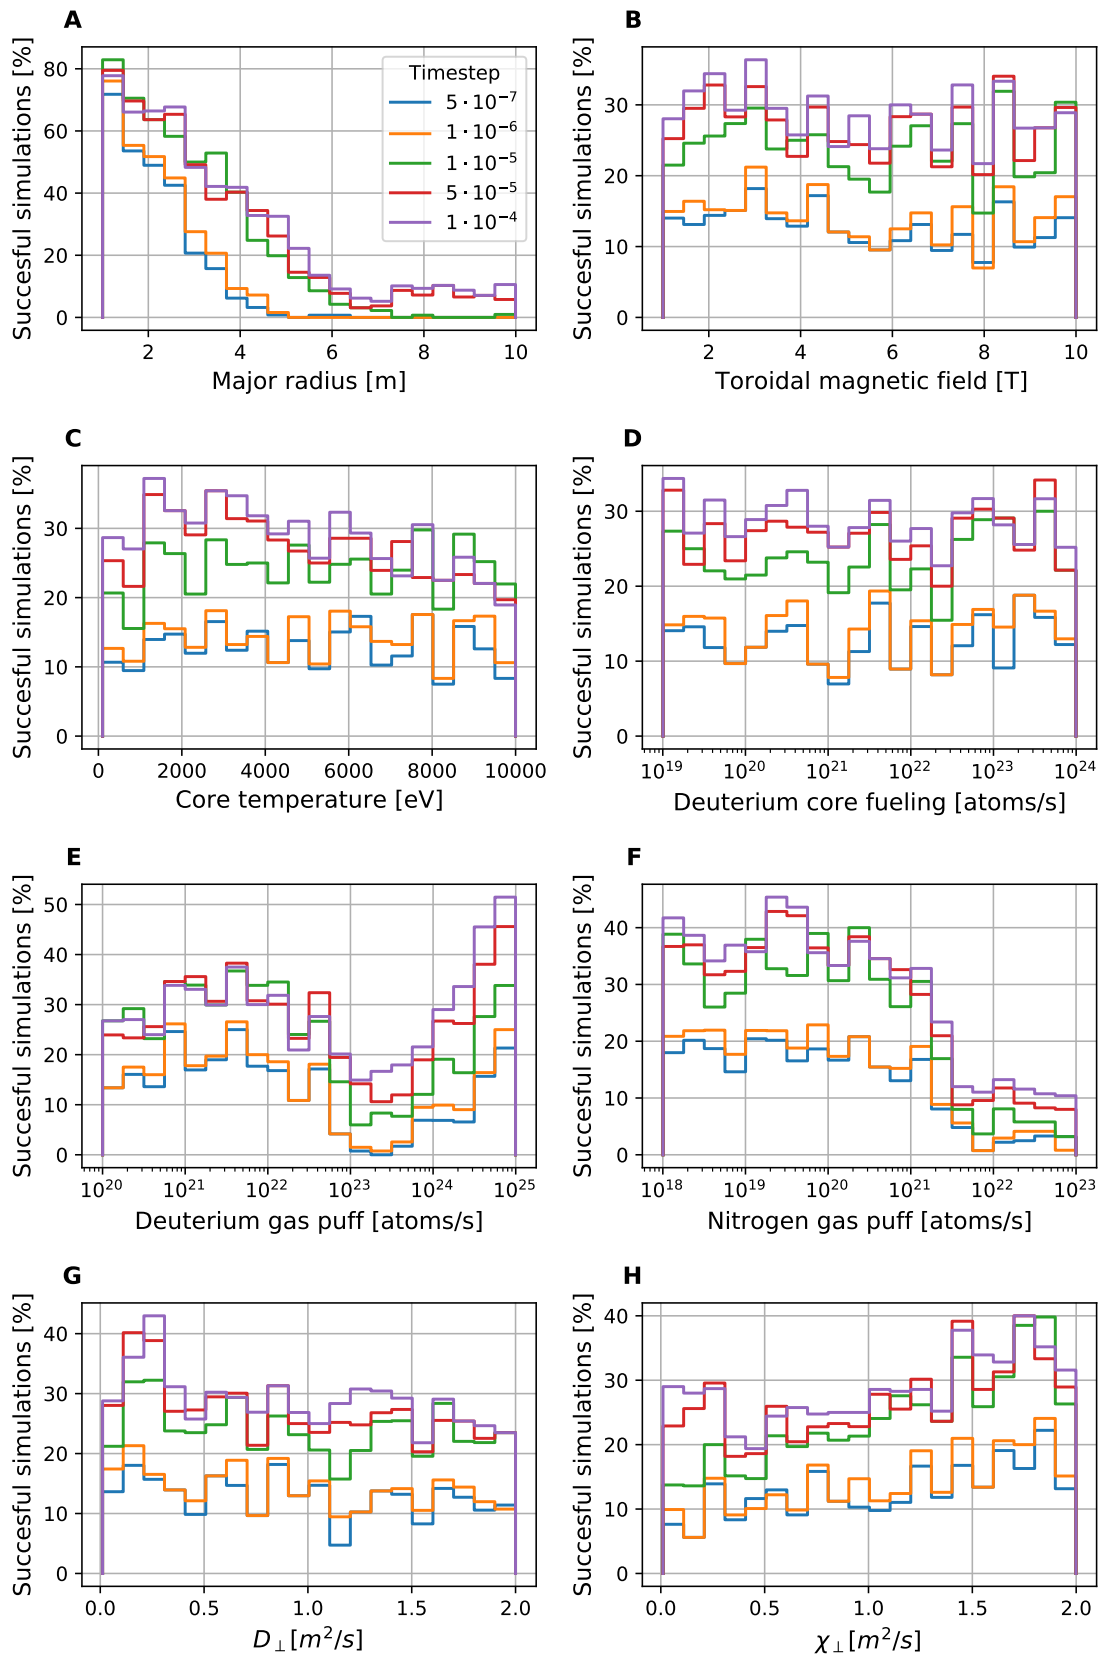 A
Succesful simulations [%]
80
60
40
20
0
2 4 6 8 10
Major radius [m]
Timestep
5·10⁻⁷
1·10⁻⁶
1·10⁻⁵
5·10⁻⁵
1·10⁻⁴
B
Succesful simulations [%]
30
20
10
0
2 4 6 8 10
Toroidal magnetic field [T]
C
Succesful simulations [%]
30
20
10
0
0 2000 4000 6000 8000 10000
Core temperature [eV]
D
Succesful simulations [%]
30
20
10
0
10¹⁹ 10²⁰ 10²¹ 10²² 10²³ 10²⁴
Deuterium core fueling [atoms/s]
E
Succesful simulations [%]
50
40
30
20
10
0
10²⁰ 10²¹ 10²² 10²³ 10²⁴ 10²⁵
Deuterium gas puff [atoms/s]
F
Succesful simulations [%]
40
30
20
10
0
10¹⁸ 10¹⁹ 10²⁰ 10²¹ 10²² 10²³
Nitrogen gas puff [atoms/s]
G
Succesful simulations [%]
40
30
20
10
0
0.0 0.5 1.0 1.5 2.0
D⊥[m²/s]
H
Succesful simulations [%]
40
30
20
10
0
0.0 0.5 1.0 1.5 2.0
χ⊥[m²/s]